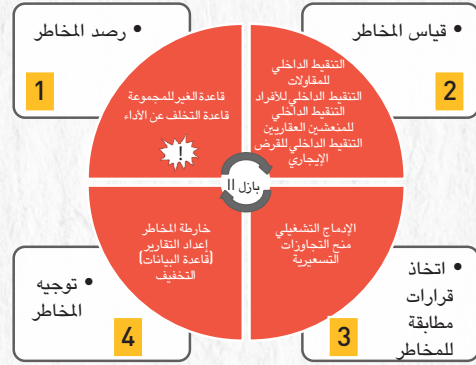 • رصد المخاطر
1
قاعدة الغير للمجموعة
قاعدة التخلف عن الأداء
!
• قياس المخاطر
2
التنقيط الداخلي
للمقاولات
التنقيط الداخلي للأفراد
التنقيط الداخلي
للمنعشين العقاريين
التنقيط الداخلي للقرض
الإيجاري
بازل II
• اتخاذ
قرارات
مطابقة
للمخاطر
3
الإدماج التشغيلي
منح التجاوزات
التسعيرية
• توجيه
المخاطر
4
خارطة المخاطر
إعداد التقارير
(قاعدة البيانات)
التخفيف